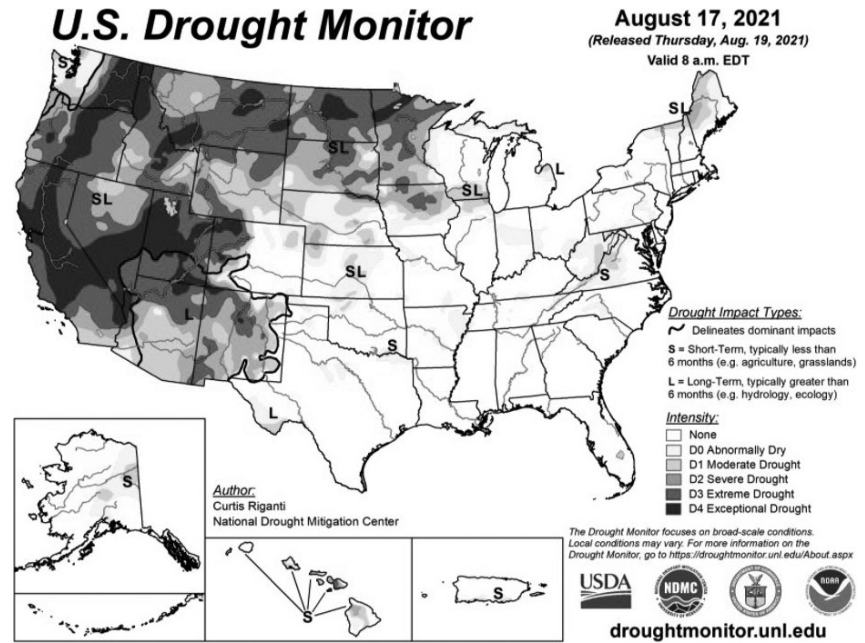 U.S. Drought Monitor
August 17, 2021
(Released Thursday, Aug. 19, 2021)
Valid 8 a.m. EDT
S
SL
SL
L
SL
SL
SL
S
L
S
L
Drought Impact Types:
Delineates dominant impacts
S = Short-Term, typically less than
6 months (e.g. agriculture, grasslands)
L = Long-Term, typically greater than
6 months (e.g. hydrology, ecology)
Intensity:
None
D0 Abnormally Dry
D1 Moderate Drought
D2 Severe Drought
D3 Extreme Drought
D4 Exceptional Drought
S
Author:
Curtis Riganti
National Drought Mitigation Center
S
S
The Drought Monitor focuses on broad-scale conditions.
Local conditions may vary. For more information on the
Drought Monitor, go to https://droughtmonitor.unl.edu/About.aspx
USDA
NDMC
NOAA
droughtmonitor.unl.edu